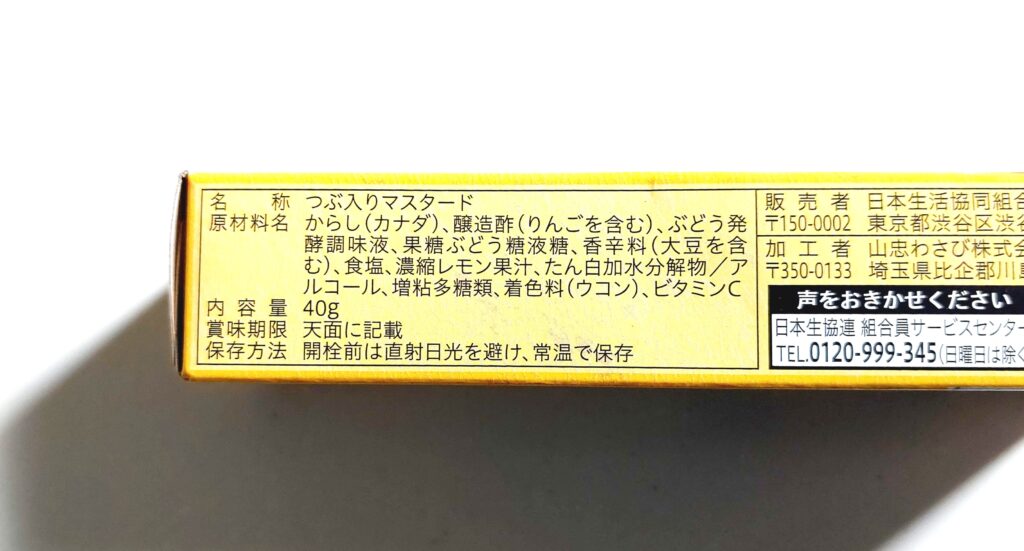 名称 つぶ入りマスタード
原材料名 からし(カナダ)、醸造酢(りんごを含む)、ぶどう発
酵調味液、果糖ぶどう糖液糖、香辛料(大豆を含
む)、食塩、濃縮レモン果汁、たん白加水分解物／ア
ルコール、増粘多糖類、着色料(ウコン)、ビタミンC
内容量 40g
賞味期限 天面に記載
保存方法 開栓前は直射日光を避け、常温で保存
販売者 日本生活協同組合
〒150-0002 東京都渋谷区渋谷
加工者 山忠わさび株式会
〒350-0133 埼玉県比企郡川島
声をおきかせください
日本生協連 組合員サービスセンター
TEL.0120-999-345(日曜日は除く